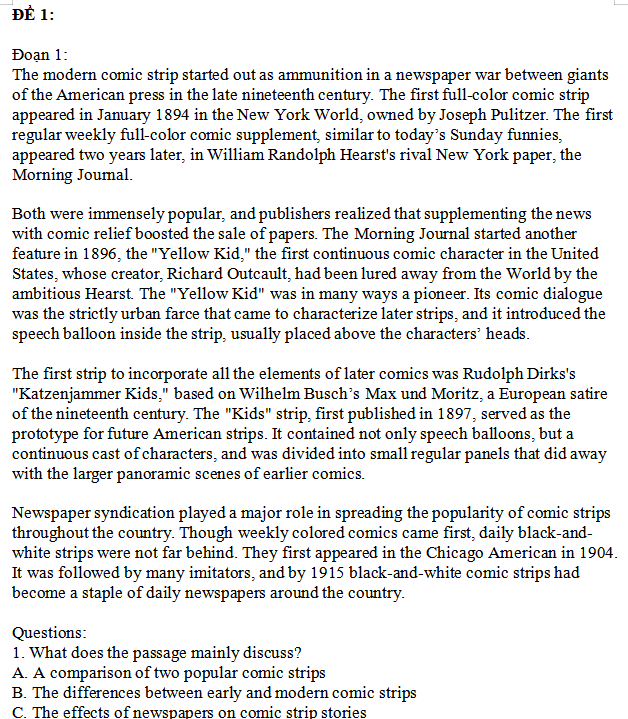 ĐỀ 1:
Đoạn 1:
The modern comic strip started out as ammunition in a newspaper war between giants
of the American press in the late nineteenth century. The first full-color comic strip
appeared in January 1894 in the New York World, owned by Joseph Pulitzer. The first
regular weekly full-color comic supplement, similar to today’s Sunday funnies,
appeared two years later, in William Randolph Hearst's rival New York paper, the
Morning Journal.
Both were immensely popular, and publishers realized that supplementing the news
with comic relief boosted the sale of papers. The Morning Journal started another
feature in 1896, the "Yellow Kid," the first continuous comic character in the United
States, whose creator, Richard Outcault, had been lured away from the World by the
ambitious Hearst. The "Yellow Kid" was in many ways a pioneer. Its comic dialogue
was the strictly urban farce that came to characterize later strips, and it introduced the
speech balloon inside the strip, usually placed above the characters’ heads.
The first strip to incorporate all the elements of later comics was Rudolph Dirks's
"Katzenjammer Kids," based on Wilhelm Busch’s Max und Moritz, a European satire
of the nineteenth century. The "Kids" strip, first published in 1897, served as the
prototype for future American strips. It contained not only speech balloons, but a
continuous cast of characters, and was divided into small regular panels that did away
with the larger panoramic scenes of earlier comics.
Newspaper syndication played a major role in spreading the popularity of comic strips
throughout the country. Though weekly colored comics came first, daily black-and-
white strips were not far behind. They first appeared in the Chicago American in 1904.
It was followed by many imitators, and by 1915 black-and-white comic strips had
become a staple of daily newspapers around the country.
Questions:
1. What does the passage mainly discuss?
A. A comparison of two popular comic strips
B. The differences between early and modern comic strips
C. The effects of newspapers on comic strip stories